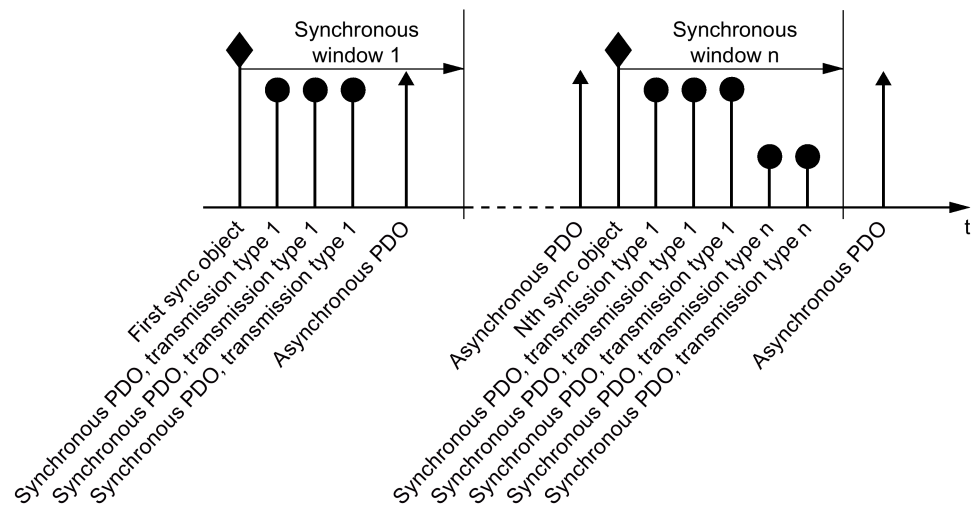 Synchronous
window 1
Synchronous
window n
t
First sync object
Synchronous PDO, transmission type 1
Synchronous PDO, transmission type 1
Synchronous PDO, transmission type 1
Asynchronous PDO
Asynchronous PDO
Nth sync object
Synchronous PDO, transmission type 1
Synchronous PDO, transmission type 1
Synchronous PDO, transmission type 1
Synchronous PDO, transmission type n
Synchronous PDO, transmission type n
Asynchronous PDO